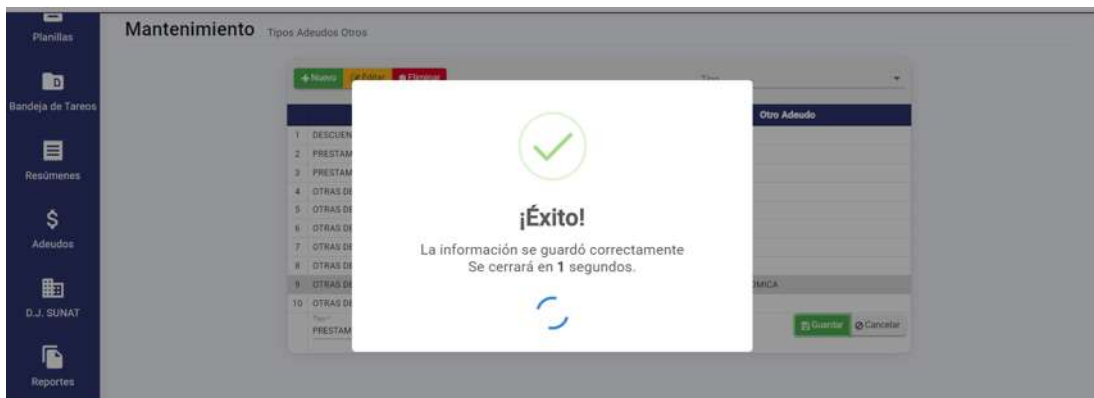 Planillas
Mantenimiento Tipos Adeudos Otros
Nuevo Editar Eliminar Tipo
Bandeja de Tareos
Otro Adeudo
1 DESCUEN
2 PRESTAM
3 PRESTAM
Resúmenes
4 OTRAS DE
5 OTRAS DE
6 OTRAS DE
7 OTRAS DE
8 OTRAS DE
9 OTRAS DE OMICA
10 OTRAS DE
¡Éxito!
La información se guardó correctamente
Se cerrará en 1 segundos.
Adeudos
D.J. SUNAT
Tipo *
PRESTAM
Guardar Cancelar
Reportes